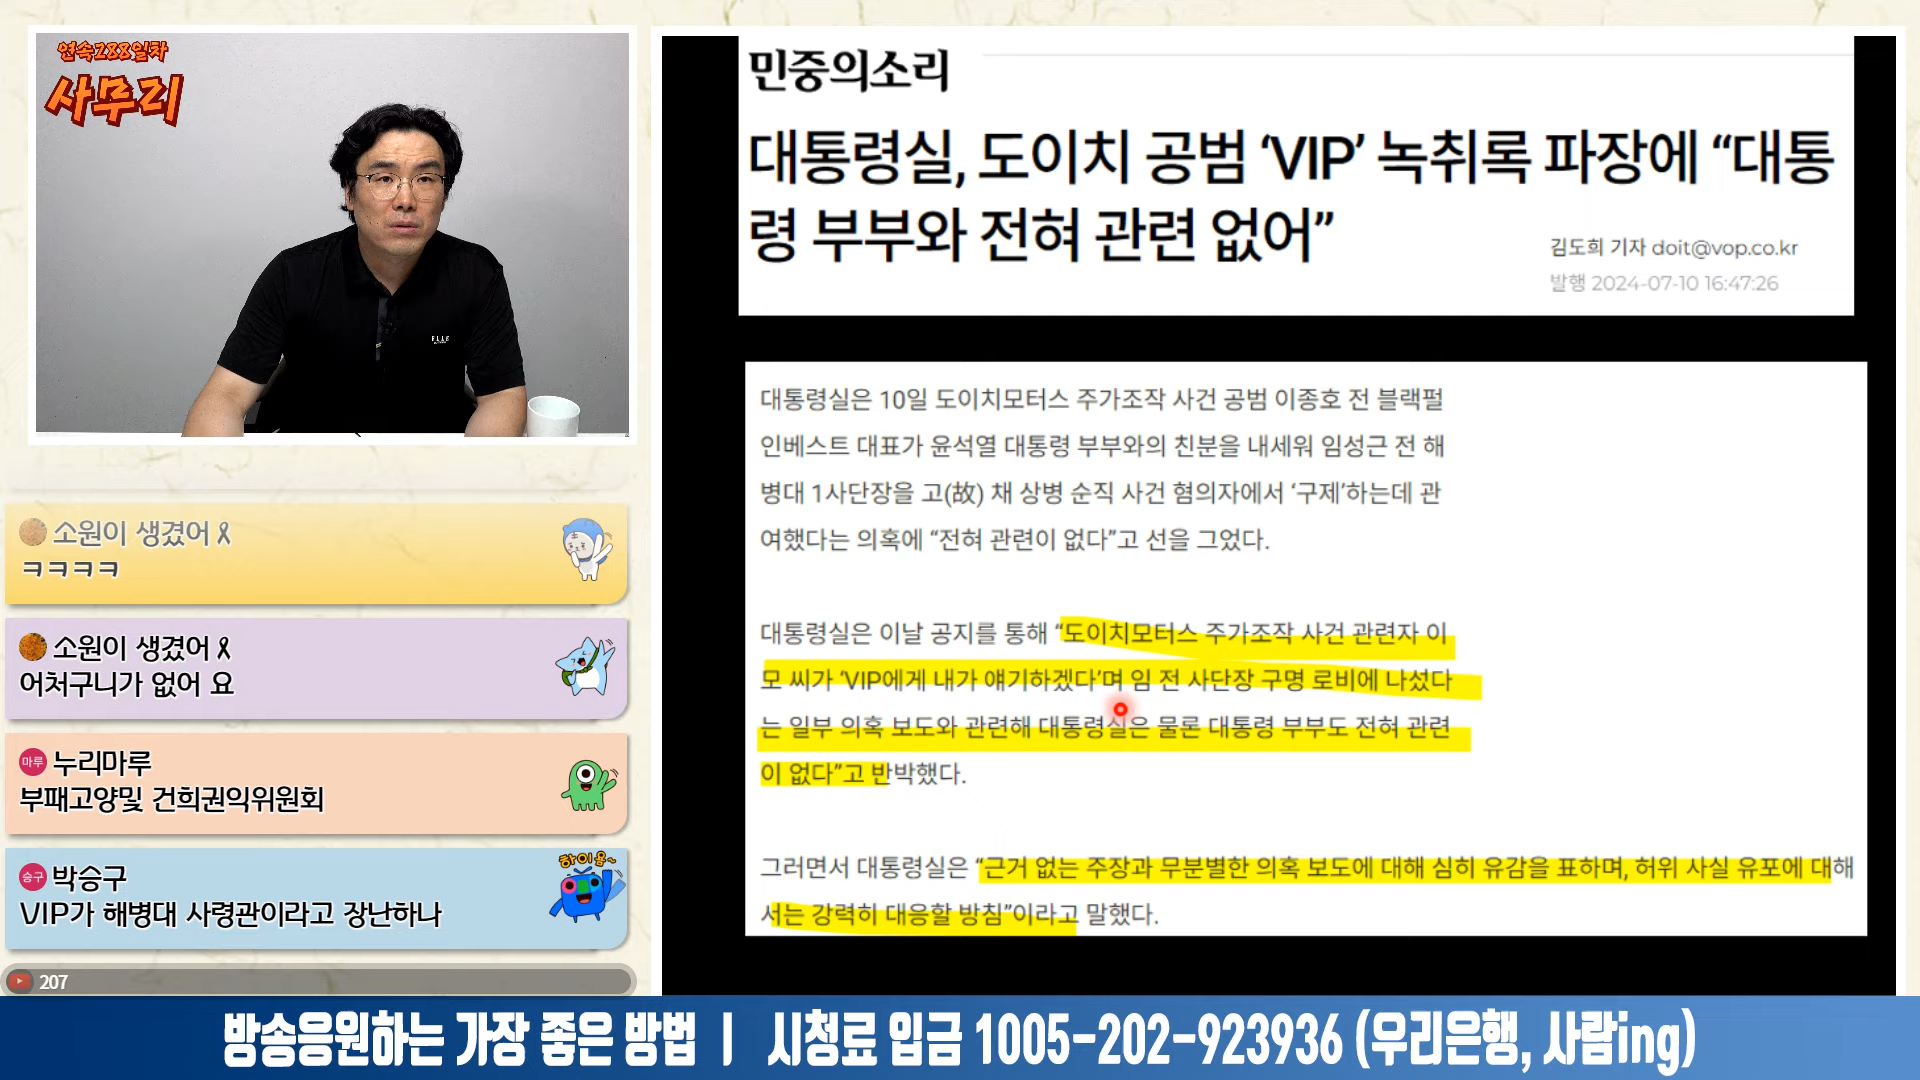 연속288일차
사무리
FLLK
소원이 생겼어🎗
ㅋㅋㅋㅋ
소원이 생겼어🎗
어처구니가 없어 요
마루 누리마루
부패고양및 건희권익위원회
승구 박승구
하이욤~
VIP가 해병대 사령관이라고 장난하나
207
민중의소리
대통령실, 도이치 공범 ‘VIP’ 녹취록 파장에 “대통
령 부부와 전혀 관련 없어”
김도희 기자 doit@vop.co.kr
발행 2024-07-10 16:47:26
대통령실은 10일 도이치모터스 주가조작 사건 공범 이종호 전 블랙펄
인베스트 대표가 윤석열 대통령 부부와의 친분을 내세워 임성근 전 해
병대 1사단장을 고(故) 채 상병 순직 사건 혐의자에서 ‘구제’하는데 관
여했다는 의혹에 “전혀 관련이 없다”고 선을 그었다.
대통령실은 이날 공지를 통해 “도이치모터스 주가조작 사건 관련자 이
모 씨가 ‘VIP에게 내가 얘기하겠다’며 임 전 사단장 구명 로비에 나섰다
는 일부 의혹 보도와 관련해 대통령실은 물론 대통령 부부도 전혀 관련
이 없다”고 반박했다.
그러면서 대통령실은 “근거 없는 주장과 무분별한 의혹 보도에 대해 심히 유감을 표하며, 허위 사실 유포에 대해
서는 강력히 대응할 방침”이라고 말했다.
방송응원하는 가장 좋은 방법 ㅣ 시청료 입금 1005-202-923936 (우리은행, 사람ing)